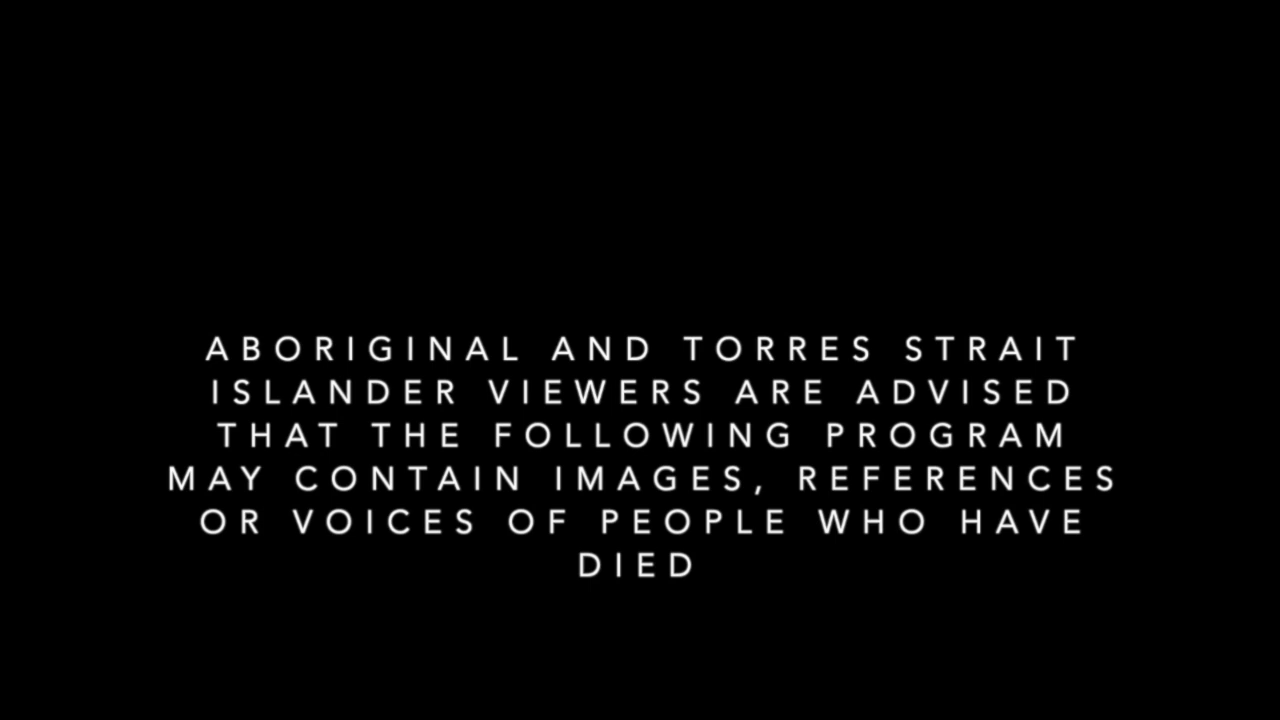 ABORIGINAL AND TORRES STRAIT
ISLANDER VIEWERS ARE ADVISED
THAT THE FOLLOWING PROGRAM
MAY CONTAIN IMAGES, REFERENCES
OR VOICES OF PEOPLE WHO HAVE
DIED